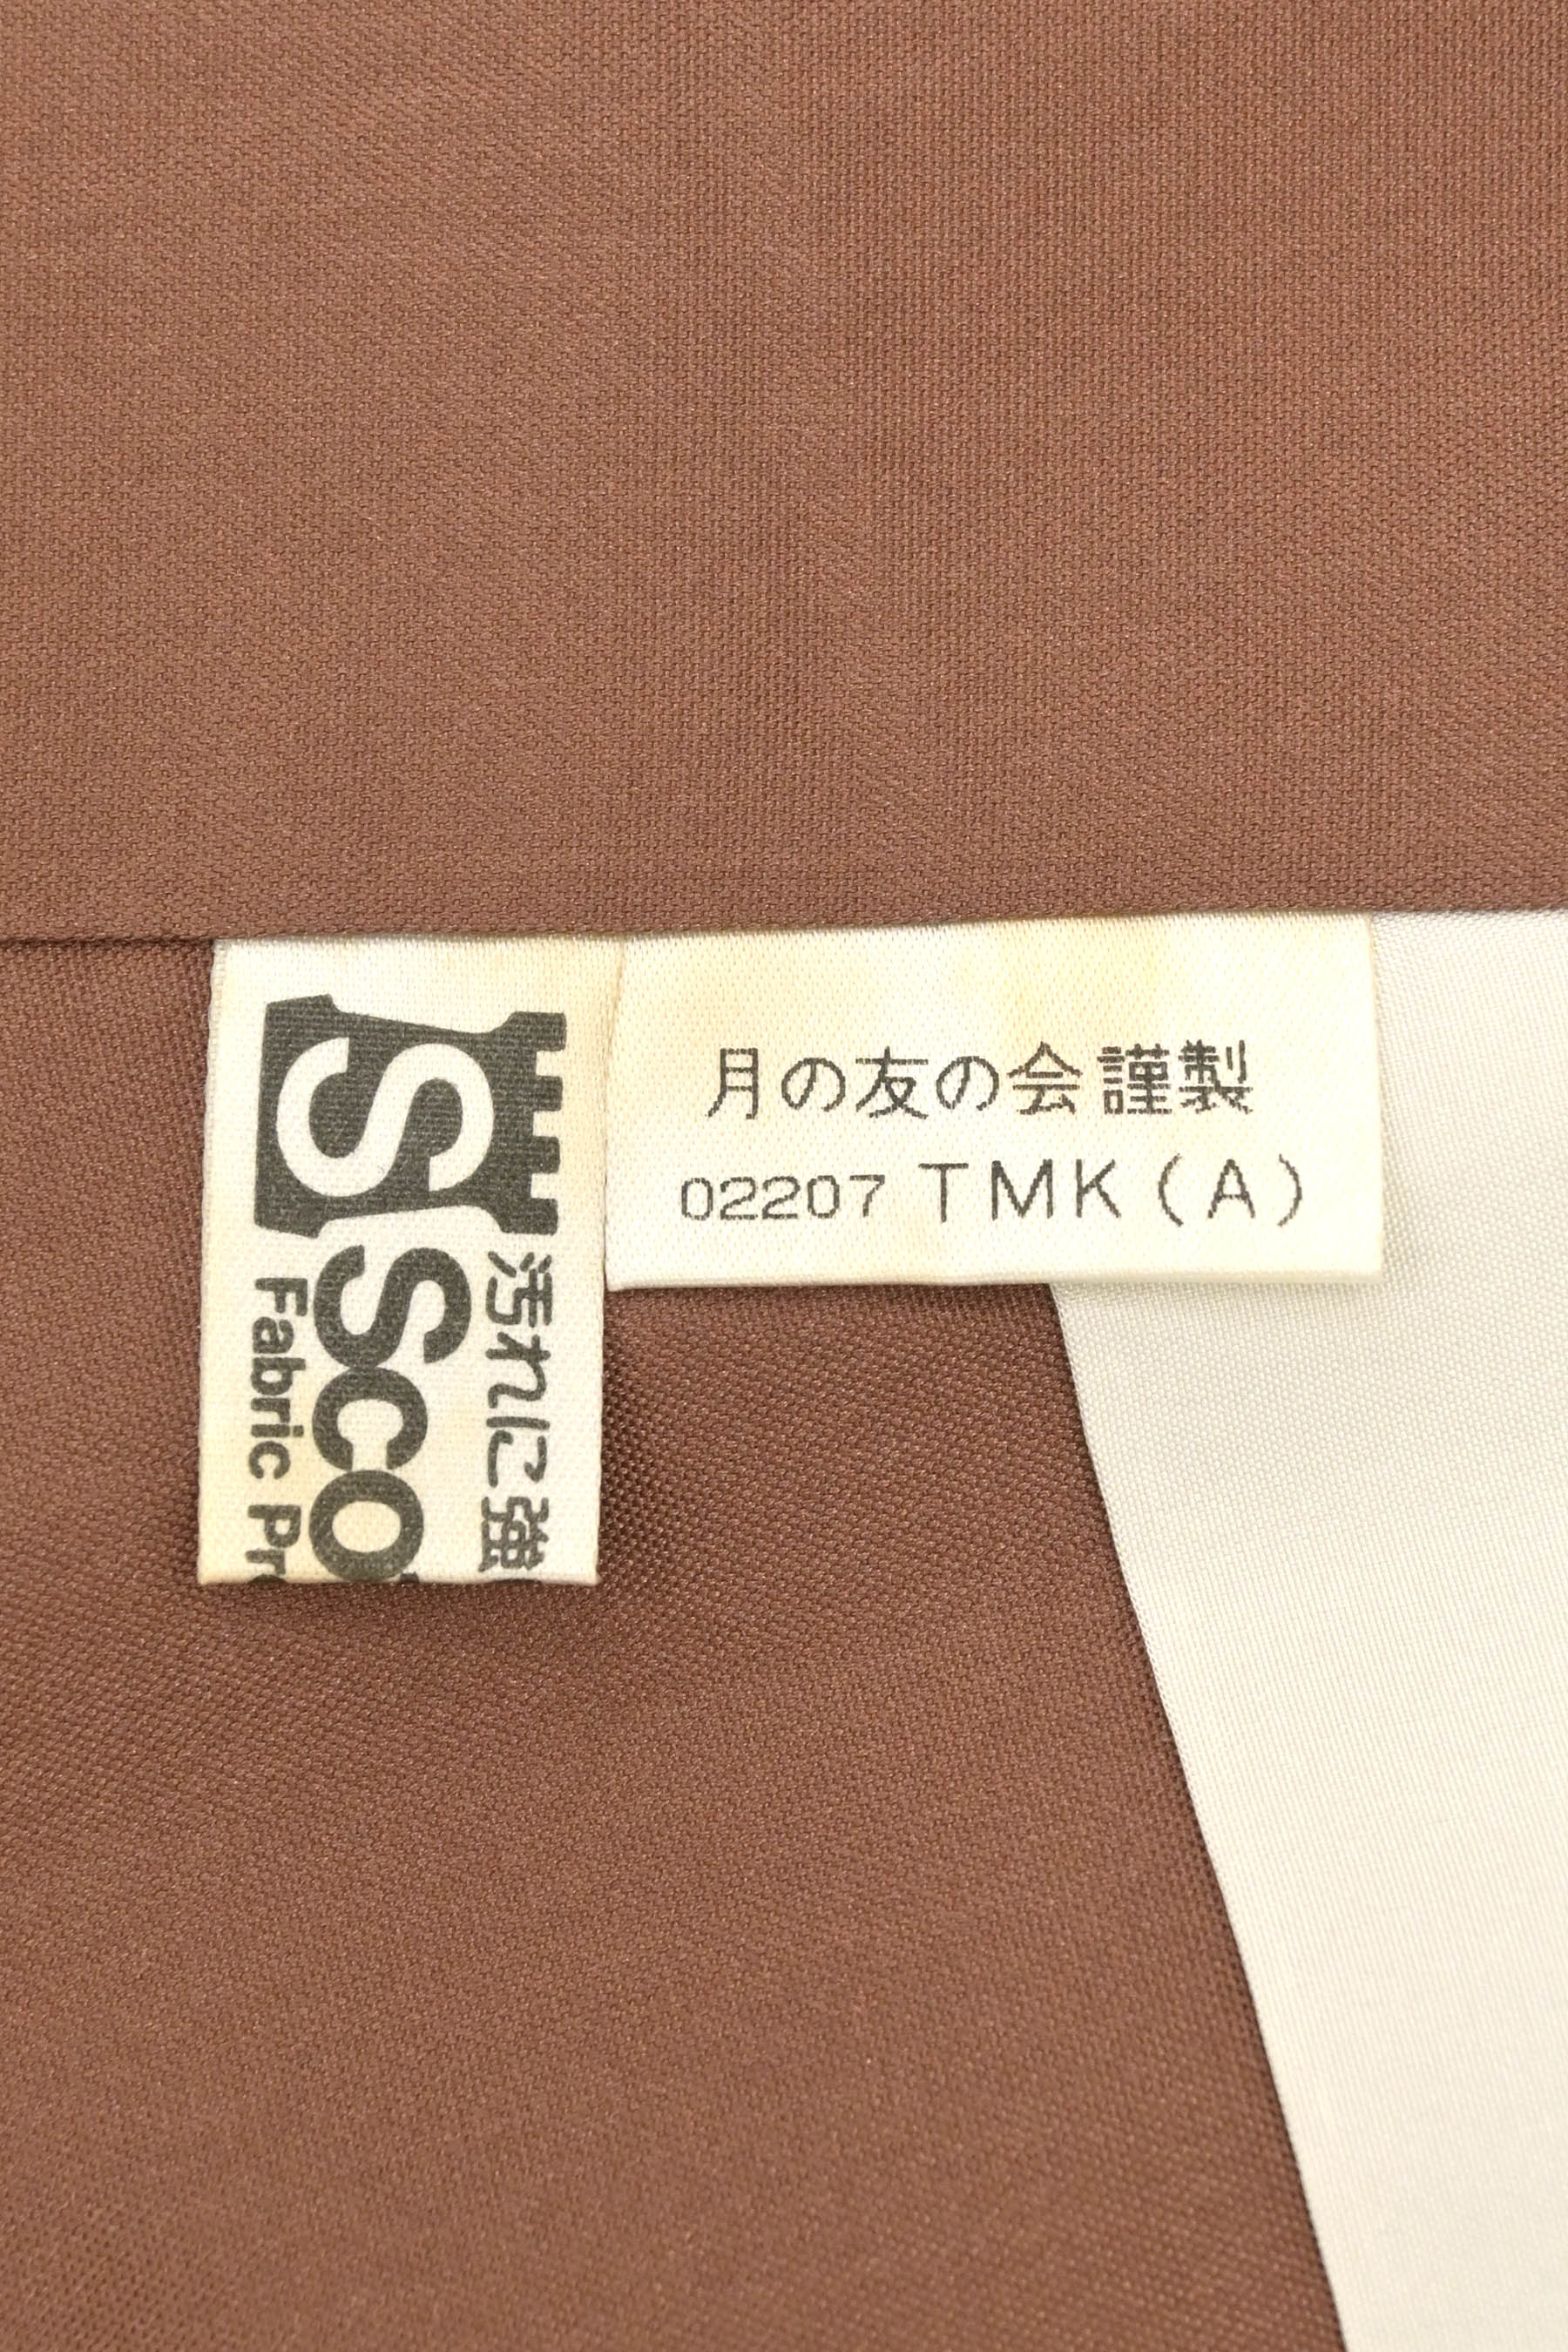 S
汚れに強
Sco
Fabric Pr
月の友の会謹製
02207 TMK(A)